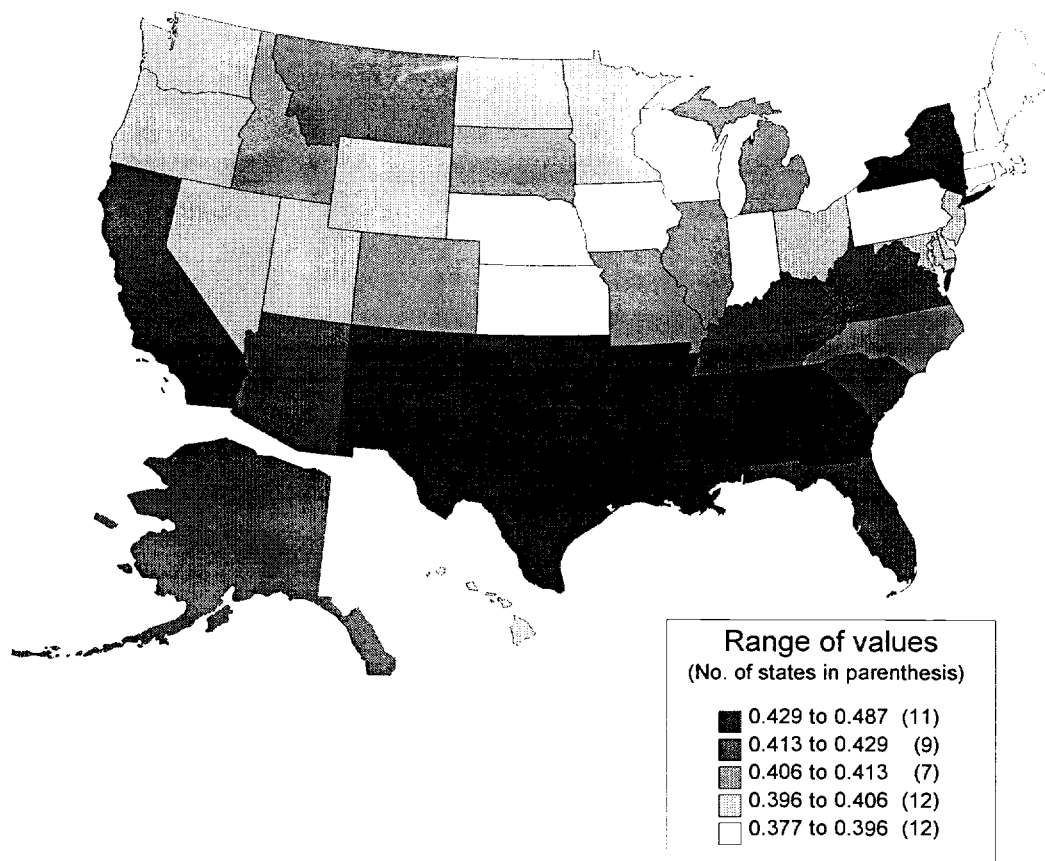 Range of values
(No. of states in parenthesis)
0.429 to 0.487 (11)
0.413 to 0.429 (9)
0.406 to 0.413 (7)
0.396 to 0.406 (12)
0.377 to 0.396 (12)